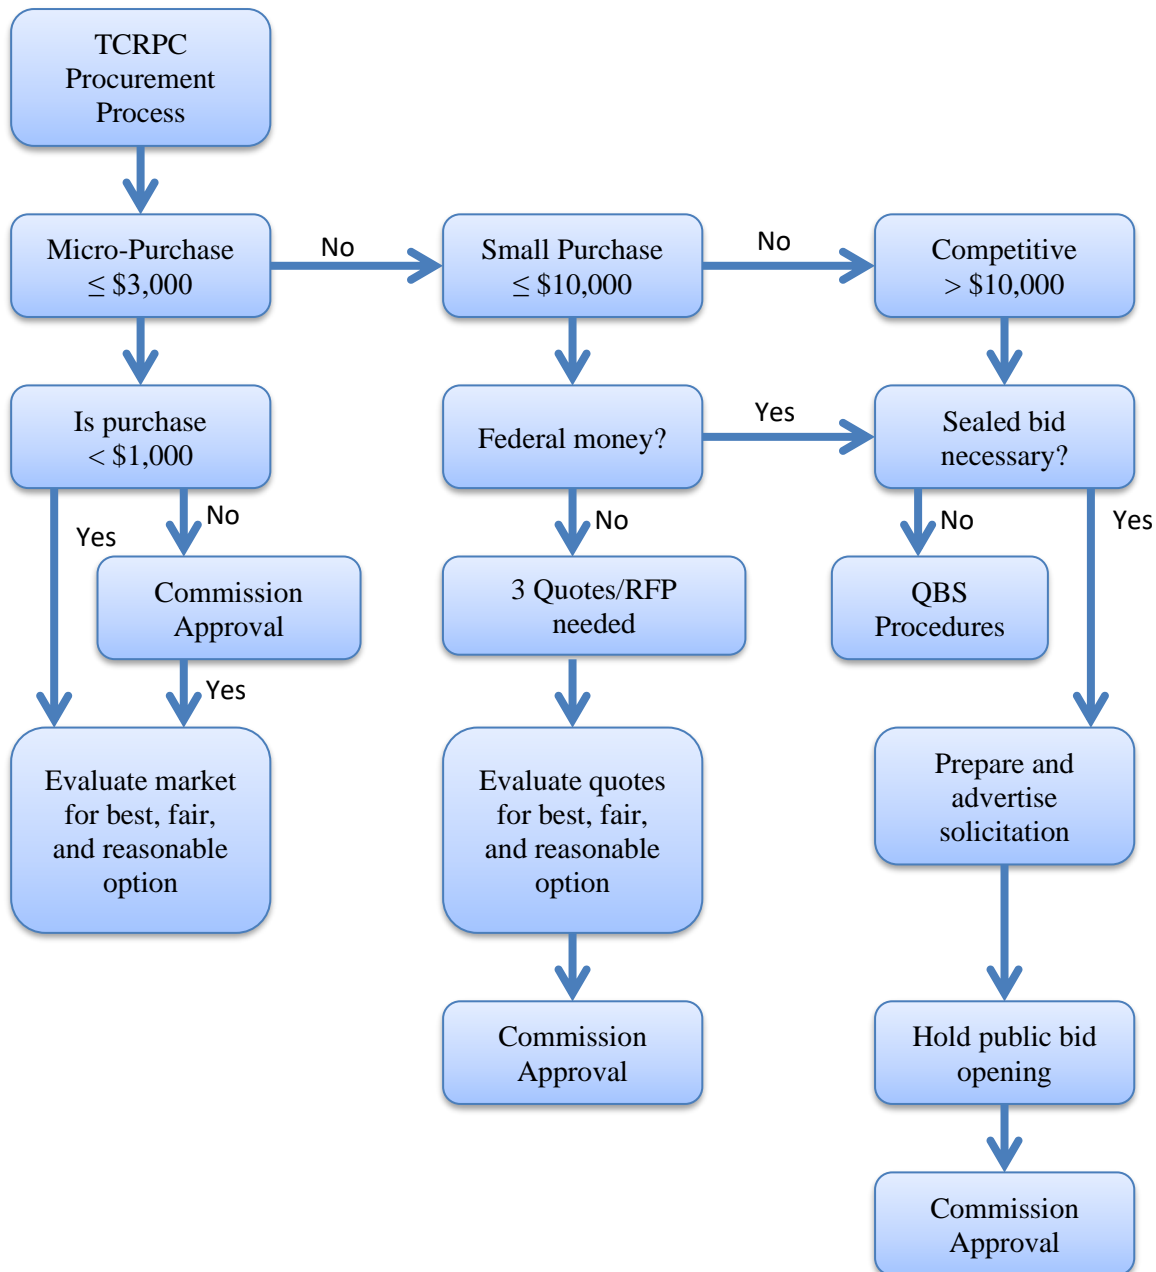 TCRPC
Procurement
Process
Micro-Purchase
≤ $3,000
No
Small Purchase
≤ $10,000
No
Competitive
> $10,000
Is purchase
< $1,000
Federal money?
Yes
Sealed bid
necessary?
Yes
No
No
No
Yes
Commission
Approval
3 Quotes/RFP
needed
QBS
Procedures
Yes
Evaluate market
for best, fair,
and reasonable
option
Evaluate quotes
for best, fair,
and reasonable
option
Prepare and
advertise
solicitation
Commission
Approval
Hold public bid
opening
Commission
Approval